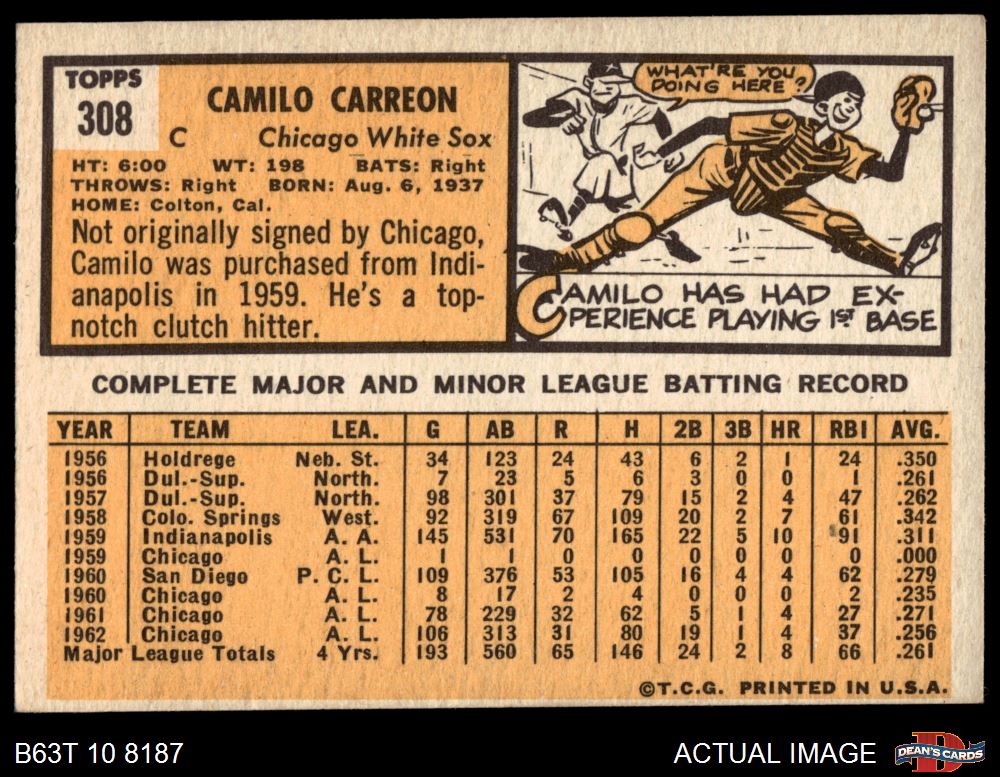 TOPPS
308
CAMILO CARREON
C Chicago White Sox
HT: 6:00 WT: 198 BATS: Right
THROWS: Right BORN: Aug. 6, 1937
HOME: Colton, Cal.
Not originally signed by Chicago,
Camilo was purchased from Indi-
anapolis in 1959. He's a top-
notch clutch hitter.
WHAT'RE YOU
DOING HERE?
CAMILO HAS HAD EX-
PERIENCE PLAYING 1ST BASE
COMPLETE MAJOR AND MINOR LEAGUE BATTING RECORD
YEAR TEAM LEA. G AB R H 2B 3B HR RBI AVG.
1956 Holdrege Neb. St. 34 123 24 43 6 2 1 24 .350
1956 Dul.-Sup. North. 7 23 5 6 3 0 0 1 .261
1957 Dul.-Sup. North. 98 301 37 79 15 2 4 47 .262
1958 Colo. Springs West. 92 319 67 109 20 2 7 61 .342
1959 Indianapolis A. A. 145 531 70 165 22 5 10 91 .311
1959 Chicago A. L. 1 1 0 0 0 0 0 0 .000
1960 San Diego P. C. L. 109 376 53 105 16 4 4 62 .279
1960 Chicago A. L. 8 17 2 4 0 0 0 2 .235
1961 Chicago A. L. 78 229 32 62 5 1 4 27 .271
1962 Chicago A. L. 106 313 31 80 19 1 4 37 .256
Major League Totals 4 Yrs. 193 560 65 146 24 2 8 66 .261
©T.C.G. PRINTED IN U.S.A.
B63T 10 8187
ACTUAL IMAGE
D
DEAN'S CARDS